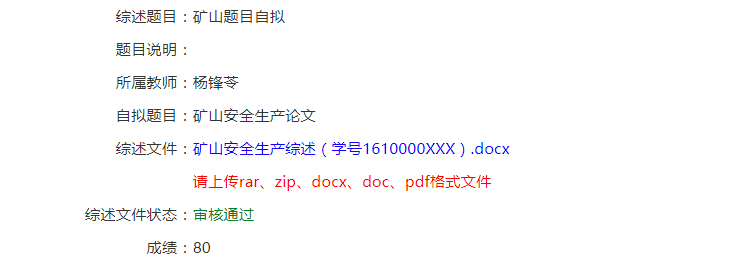 综述题目：矿山题目自拟
题目说明：
所属教师：杨锋苓
自拟题目：矿山安全生产论文
综述文件：矿山安全生产综述（学号1610000XXX）.docx
请上传rar、zip、docx、doc、pdf格式文件
综述文件状态：审核通过
成绩：80